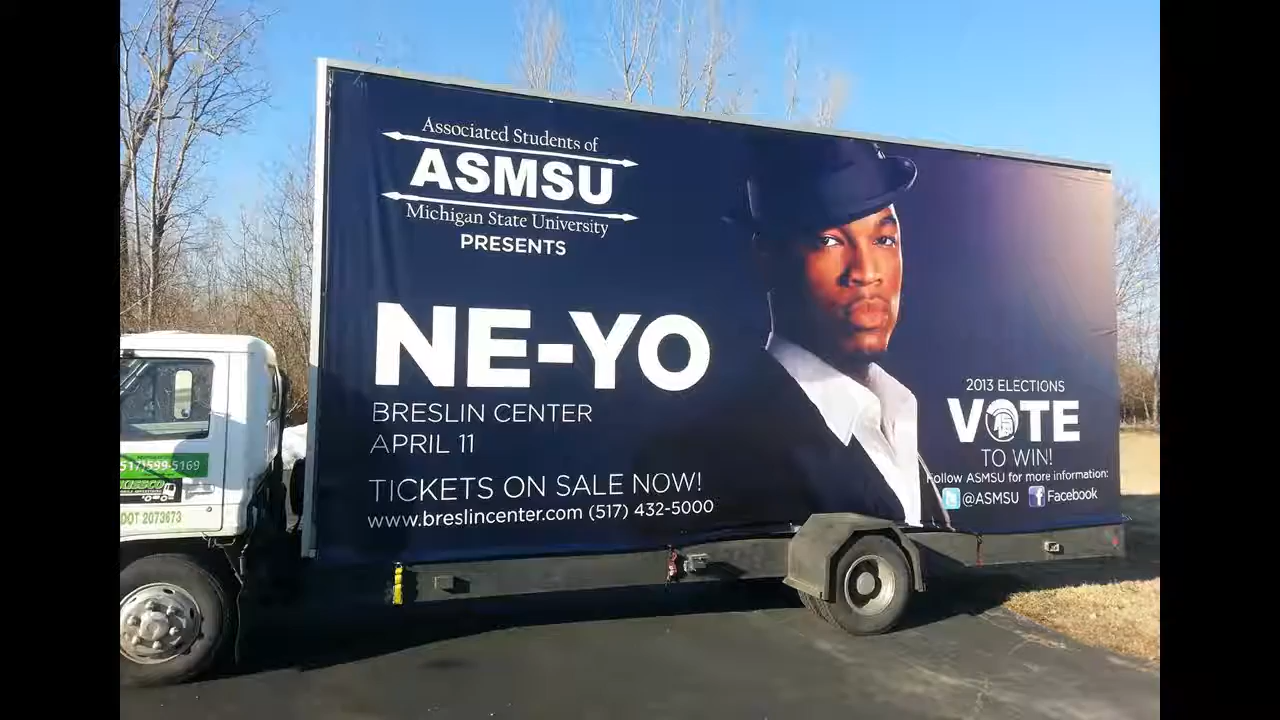 Associated Students of
ASMSU
Michigan State University
PRESENTS
NE-YO
BRESLIN CENTER
APRIL 11
TICKETS ON SALE NOW!
www.breslincenter.com (517) 432-5000
2013 ELECTIONS
VOTE
TO WIN!
Follow ASMSU for more information:
@ASMSU Facebook
517)599-5169
DOT 2073673